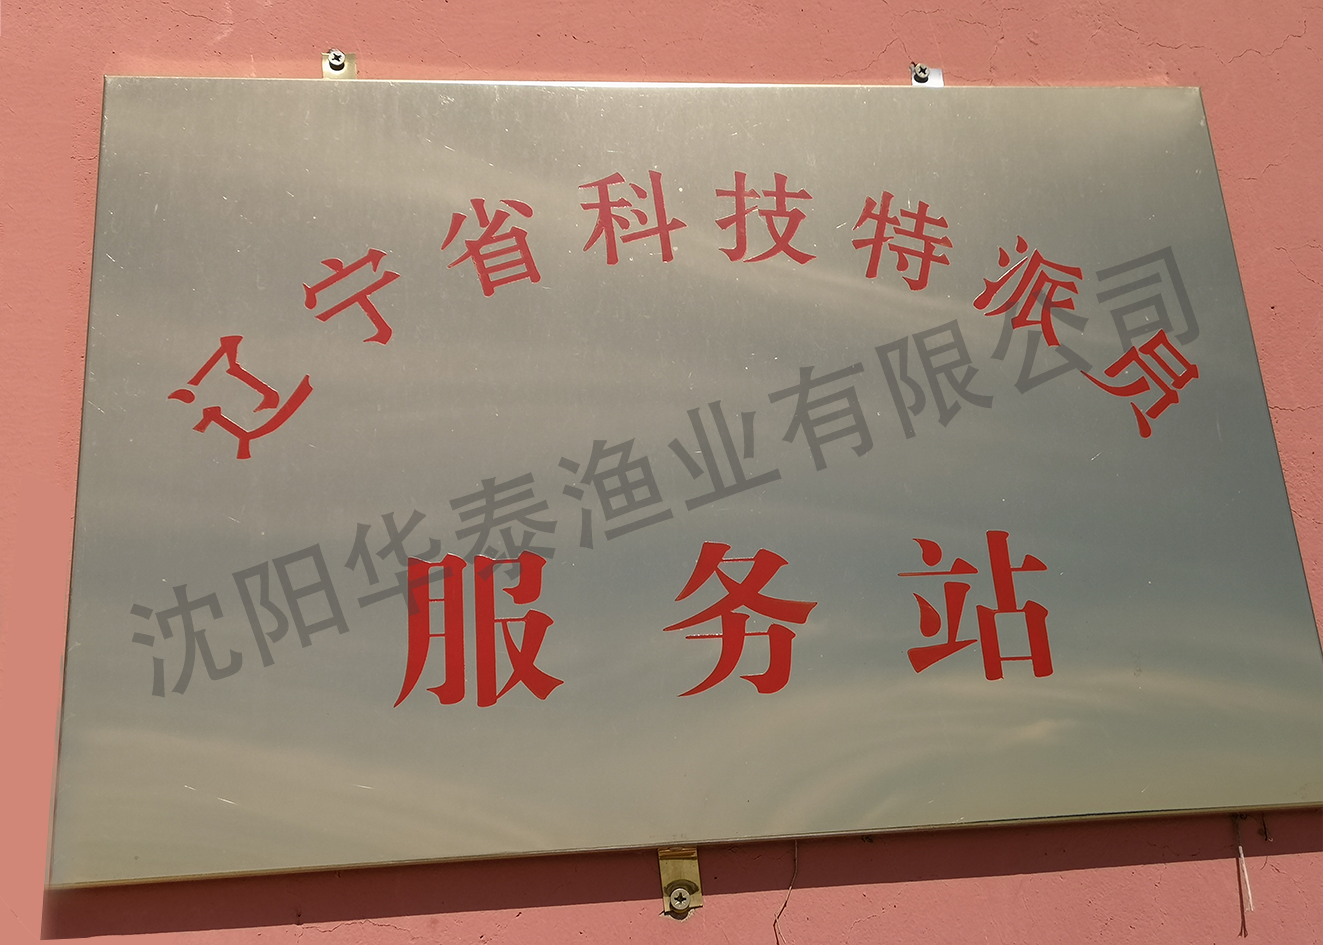 辽宁省科技特派员
沈阳华泰渔业有限公司
服务站